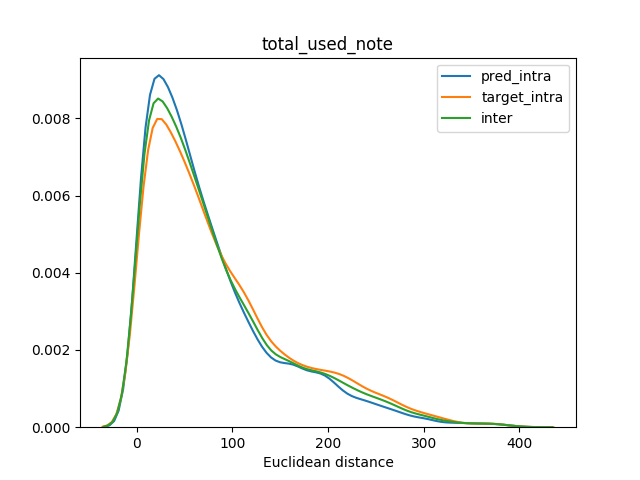 total_used_note
pred_intra
target_intra
inter
0.008
0.006
0.004
0.002
0.000
0
100
200
300
400
Euclidean distance